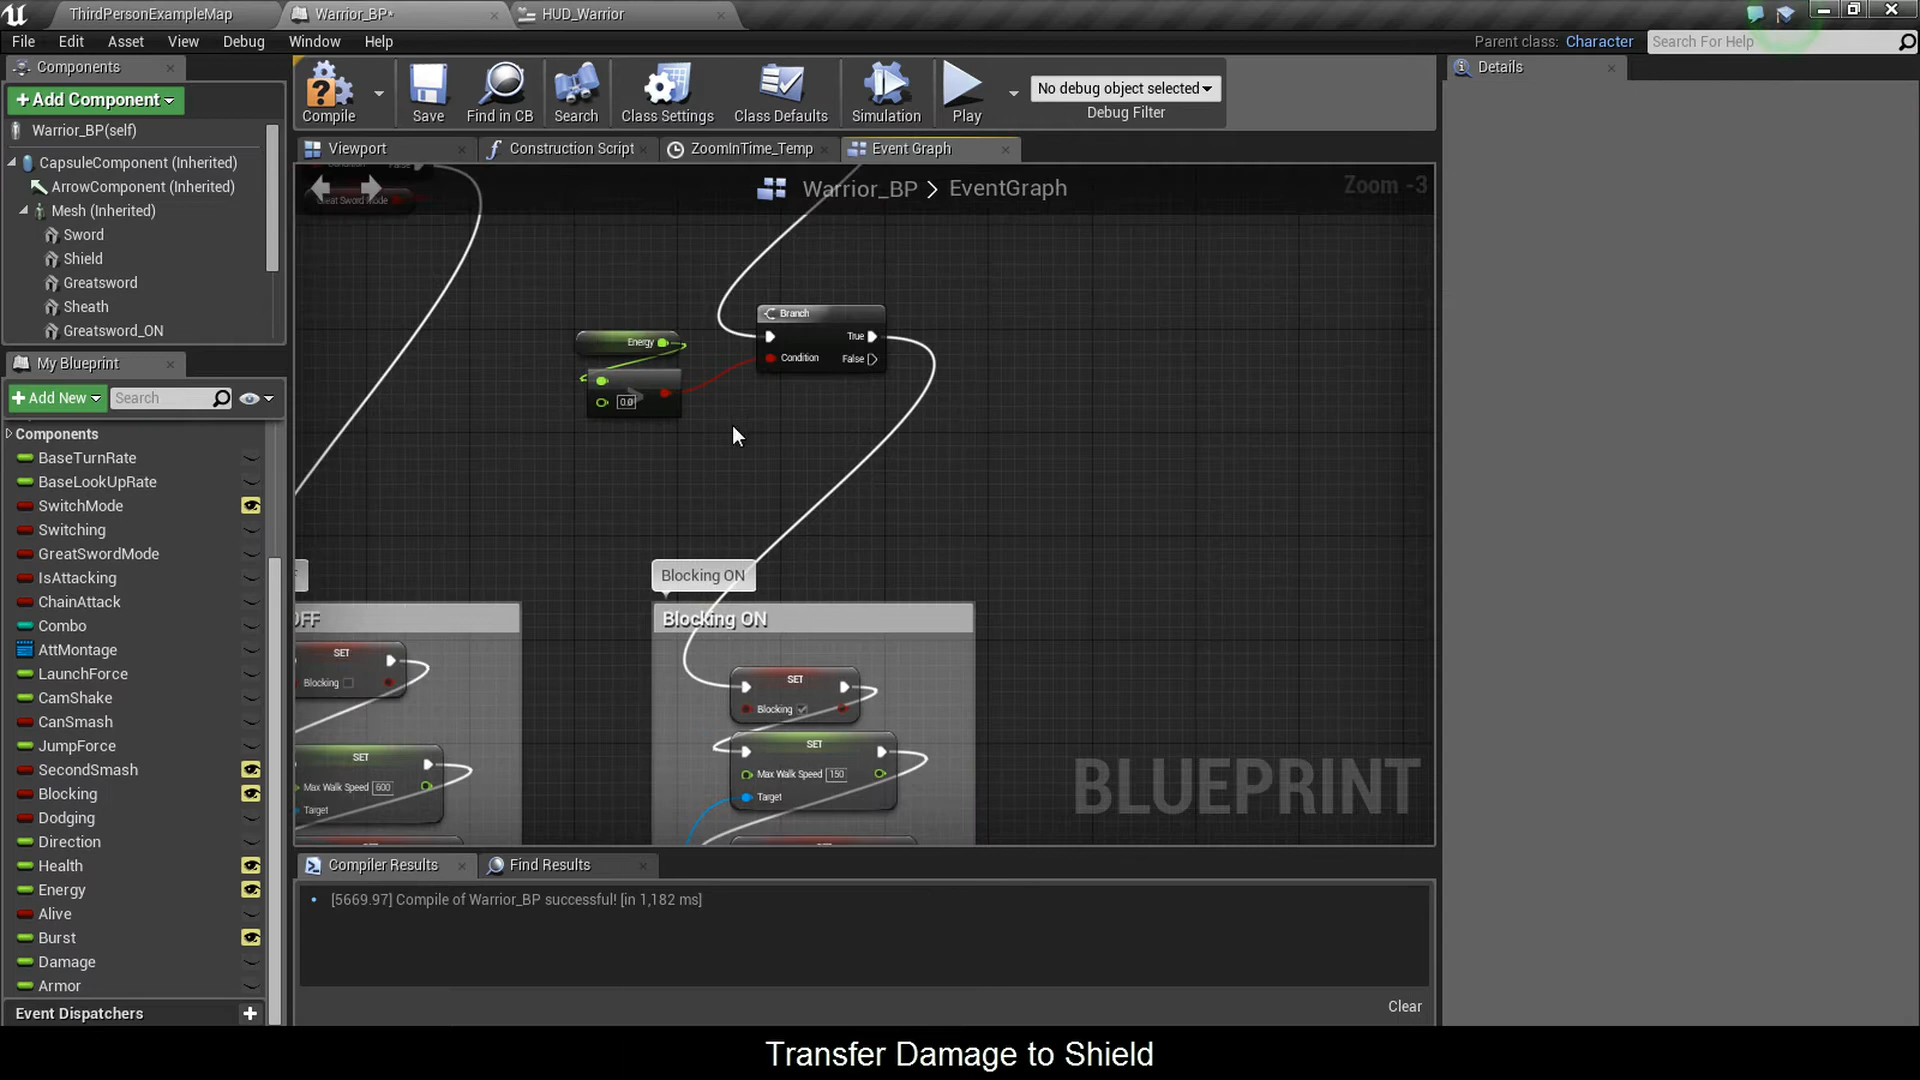 ThirdPersonExampleMap
Warrior_BP*
HUD_Warrior
File Edit Asset View Debug Window Help
Parent class: Character
Search For Help
Components
+Add Component
Warrior_BP(self)
CapsuleComponent (Inherited)
ArrowComponent (Inherited)
Mesh (Inherited)
Sword
Shield
Greatsword
Sheath
Greatsword_ON
My Blueprint
+Add New
Search
Components
BaseTurnRate
BaseLookUpRate
SwitchMode
Switching
GreatSwordMode
IsAttacking
ChainAttack
Combo
AttMontage
LaunchForce
CamShake
CanSmash
JumpForce
SecondSmash
Blocking
Dodging
Direction
Health
Energy
Alive
Burst
Damage
Armor
Event Dispatchers
Compile
Save
Find in CB
Search
Class Settings
Class Defaults
Simulation
Play
No debug object selected
Debug Filter
Viewport
Construction Script
ZoomInTime_Temp
Event Graph
Warrior_BP > EventGraph
Zoom -3
Great Sword Mode
Branch
True
Condition
False
Energy
0.0
Blocking ON
Blocking ON
OFF
SET
Blocking
SET
Max Walk Speed 600
Target
SET
Blocking
SET
Max Walk Speed 150
Target
BLUEPRINT
Compiler Results
Find Results
[5669.97] Compile of Warrior_BP successful! [in 1,182 ms]
Clear
Details
Transfer Damage to Shield